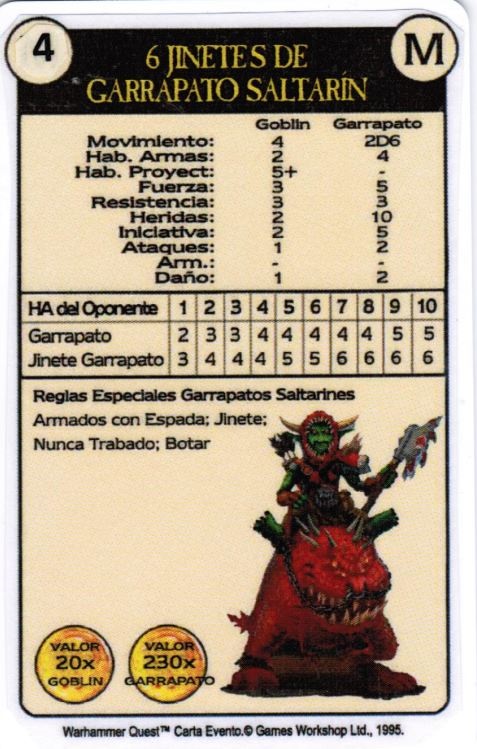 4
M
6 JINETES DE
GARRAPATO SALTARÍN
Goblin Garrapato
Movimiento: 4 2D6
Hab. Armas: 2 4
Hab. Proyect: 5+ -
Fuerza: 3 5
Resistencia: 3 3
Heridas: 2 10
Iniciativa: 2 5
Ataques: 1 2
Arm.: - -
Daño: 1 2
HA del Oponente 1 2 3 4 5 6 7 8 9 10
Garrapato 2 3 3 4 4 4 4 4 5 5
Jinete Garrapato 3 4 4 4 5 5 6 6 6 6
Reglas Especiales Garrapatos Saltarines
Armados con Espada; Jinete;
Nunca Trabado; Botar
VALOR
20x
GOBLIN
VALOR
230x
GARRAPATO
Warhammer Quest™ Carta Evento.© Games Workshop Ltd., 1995.